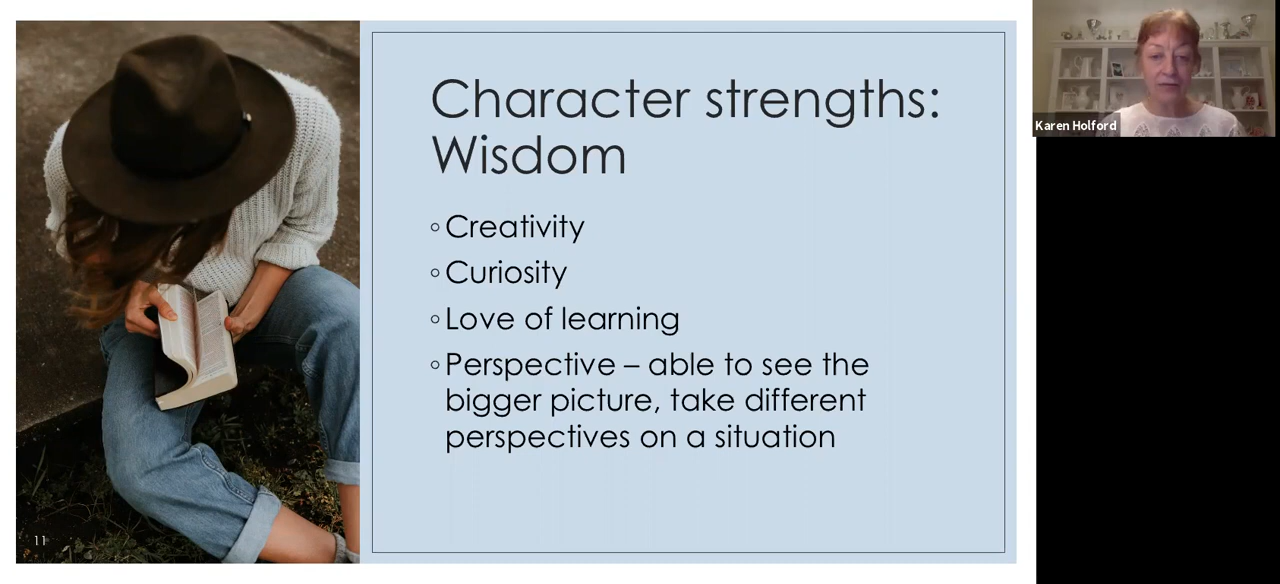 Character strengths:
Wisdom
◦Creativity
◦Curiosity
◦Love of learning
◦Perspective – able to see the
bigger picture, take different
perspectives on a situation
11
Karen Holford